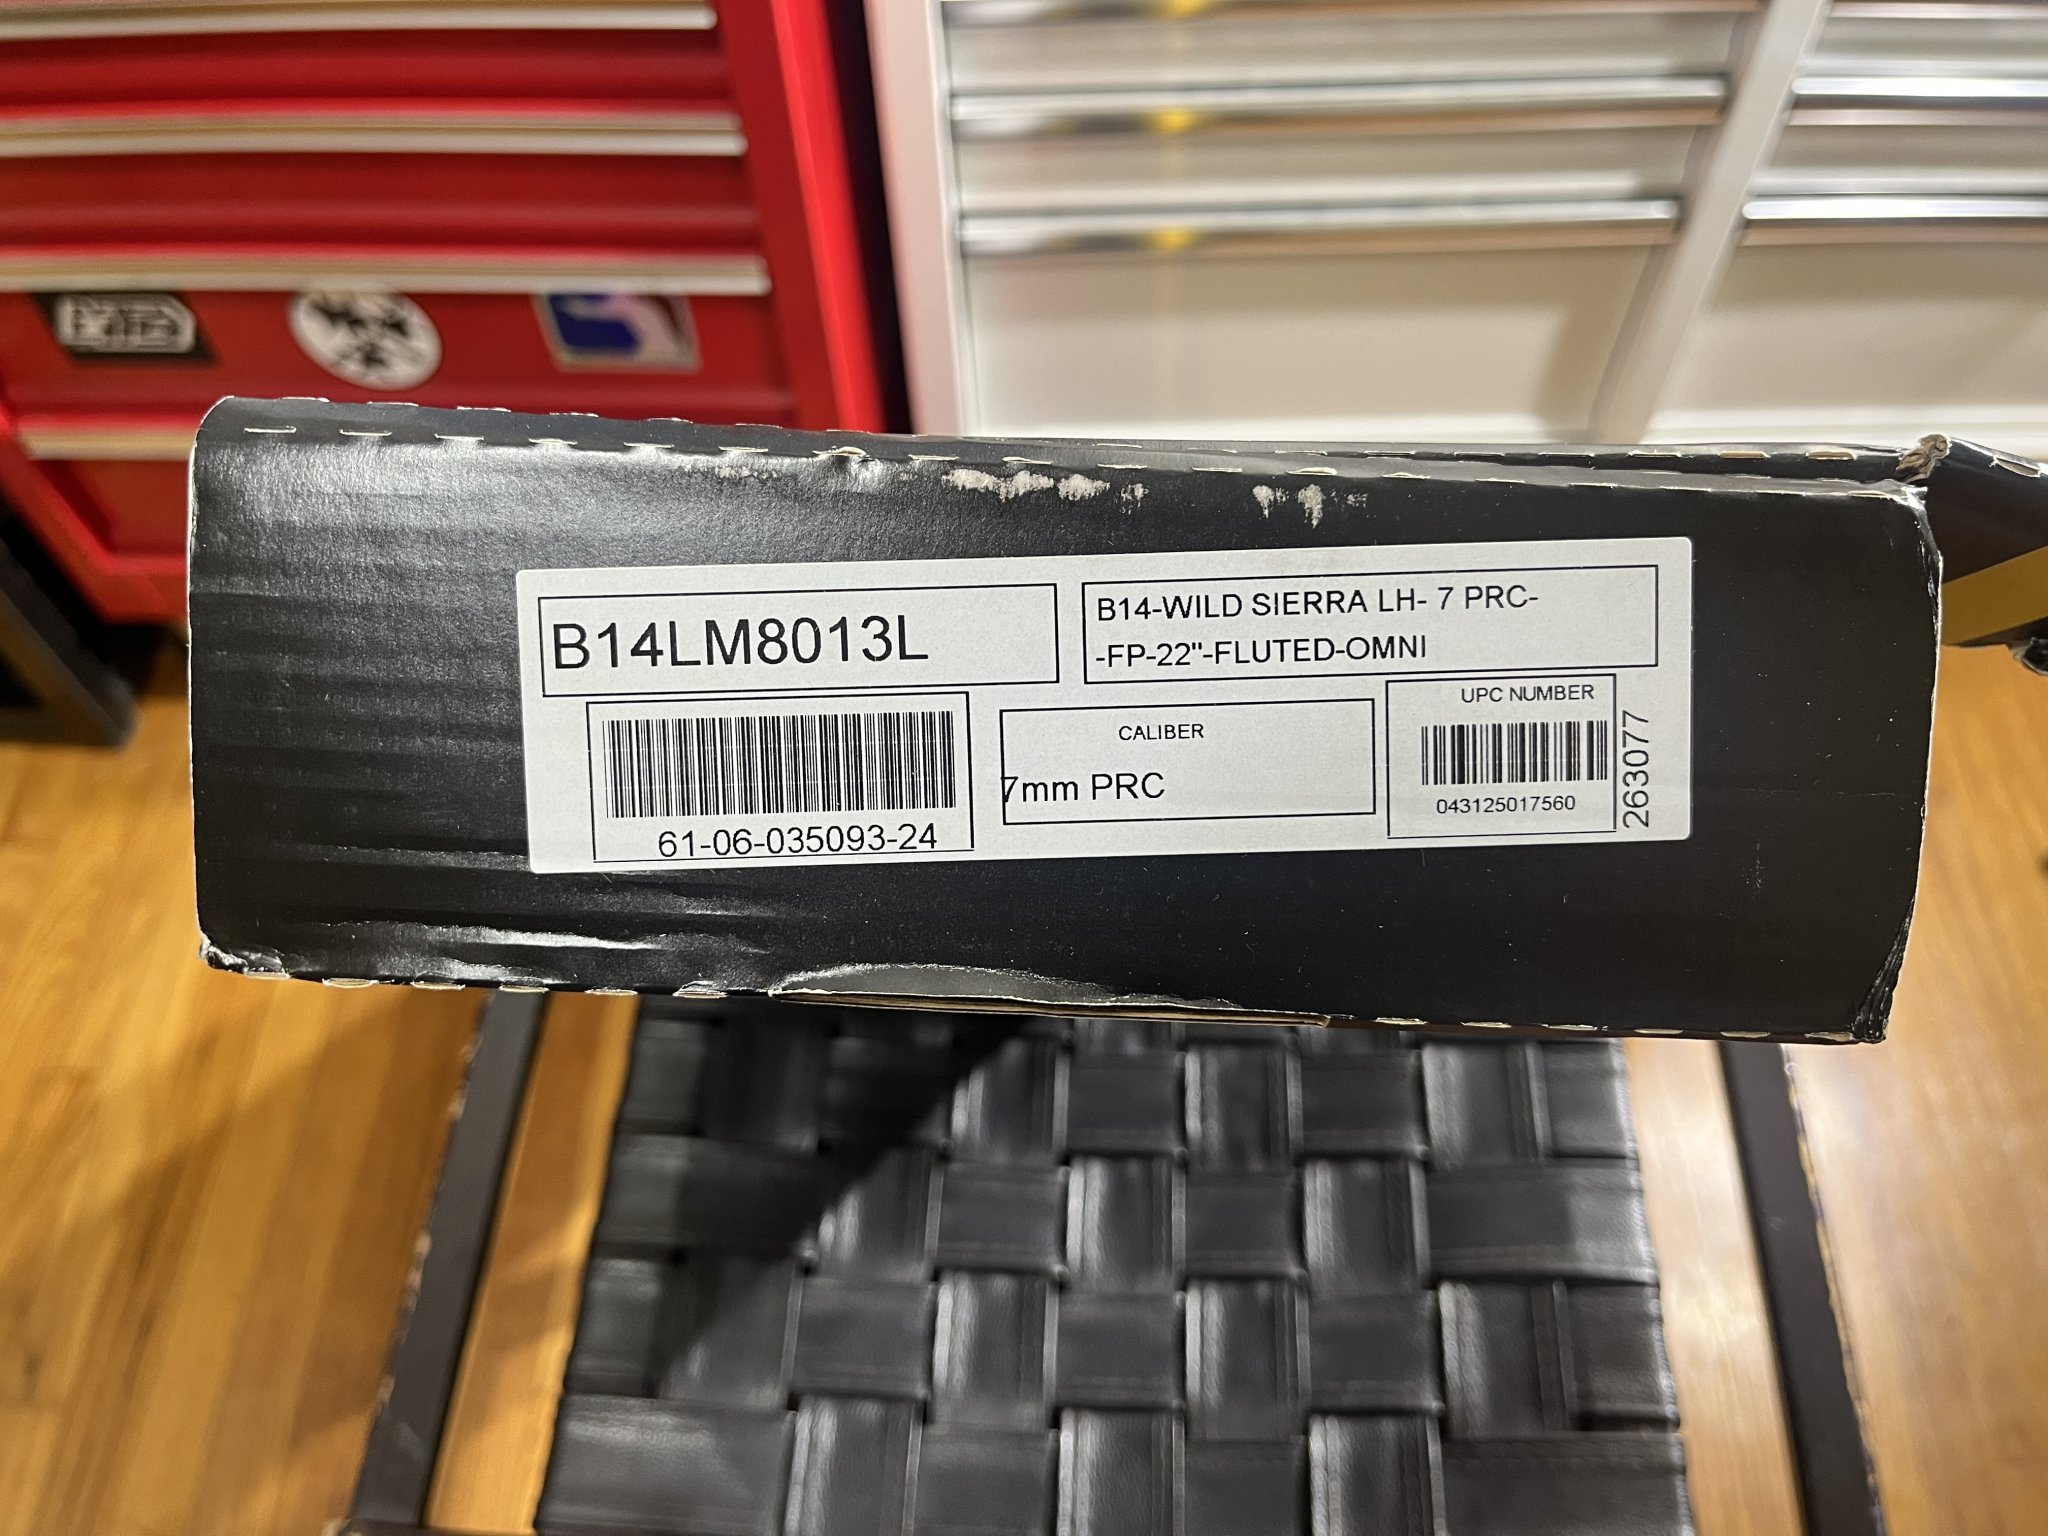 B14LM8013L
B14-WILD SIERRA LH- 7 PRC-
-FP-22"-FLUTED-OMNI
61-06-035093-24
CALIBER
7mm PRC
UPC NUMBER
043125017560
263077